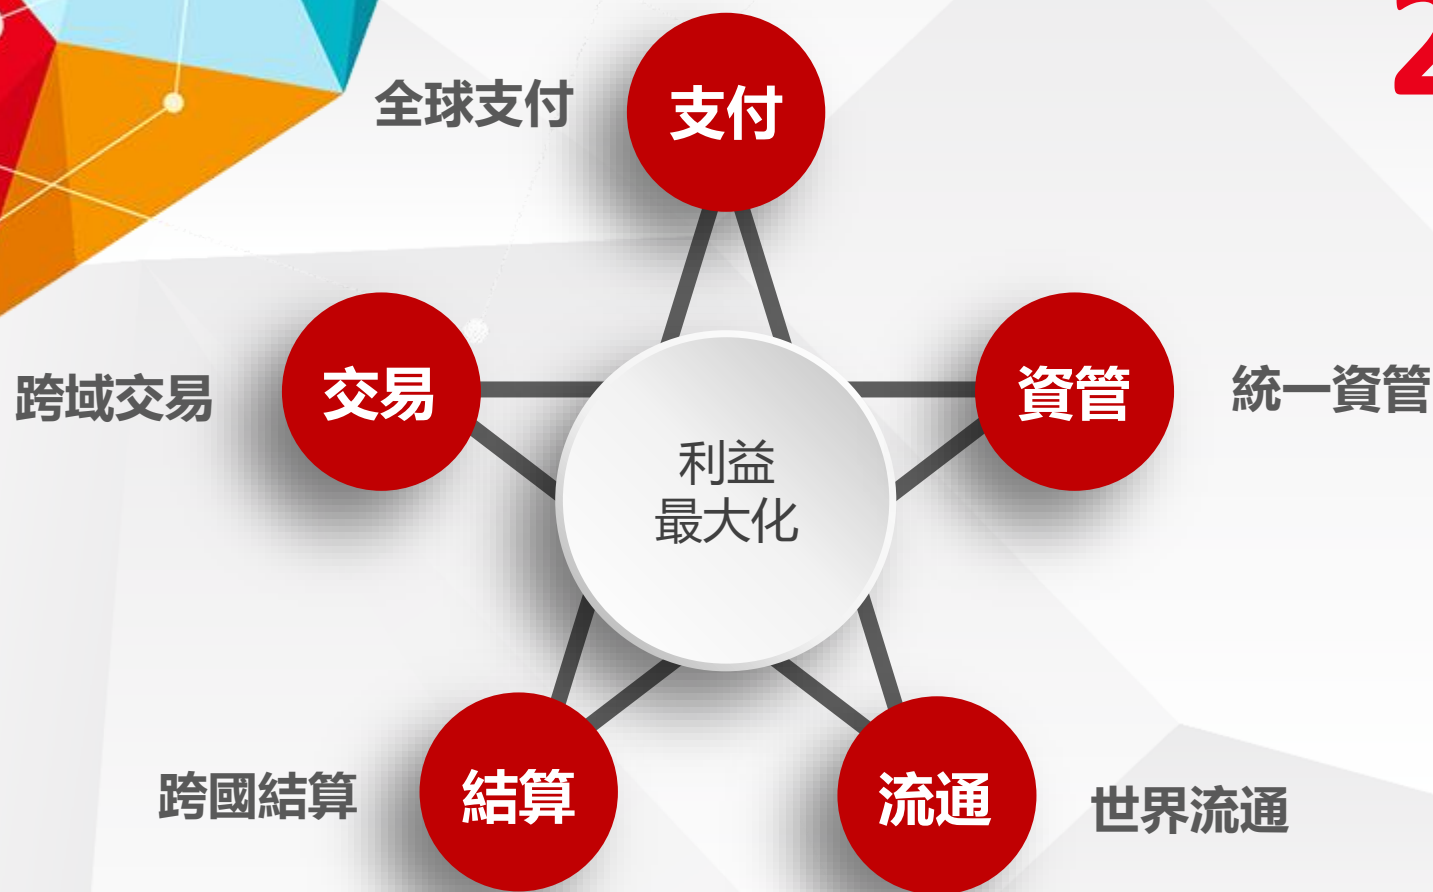 2
全球支付
支付
跨域交易
交易
資管
統一資管
利益
最大化
跨國結算
結算
流通
世界流通